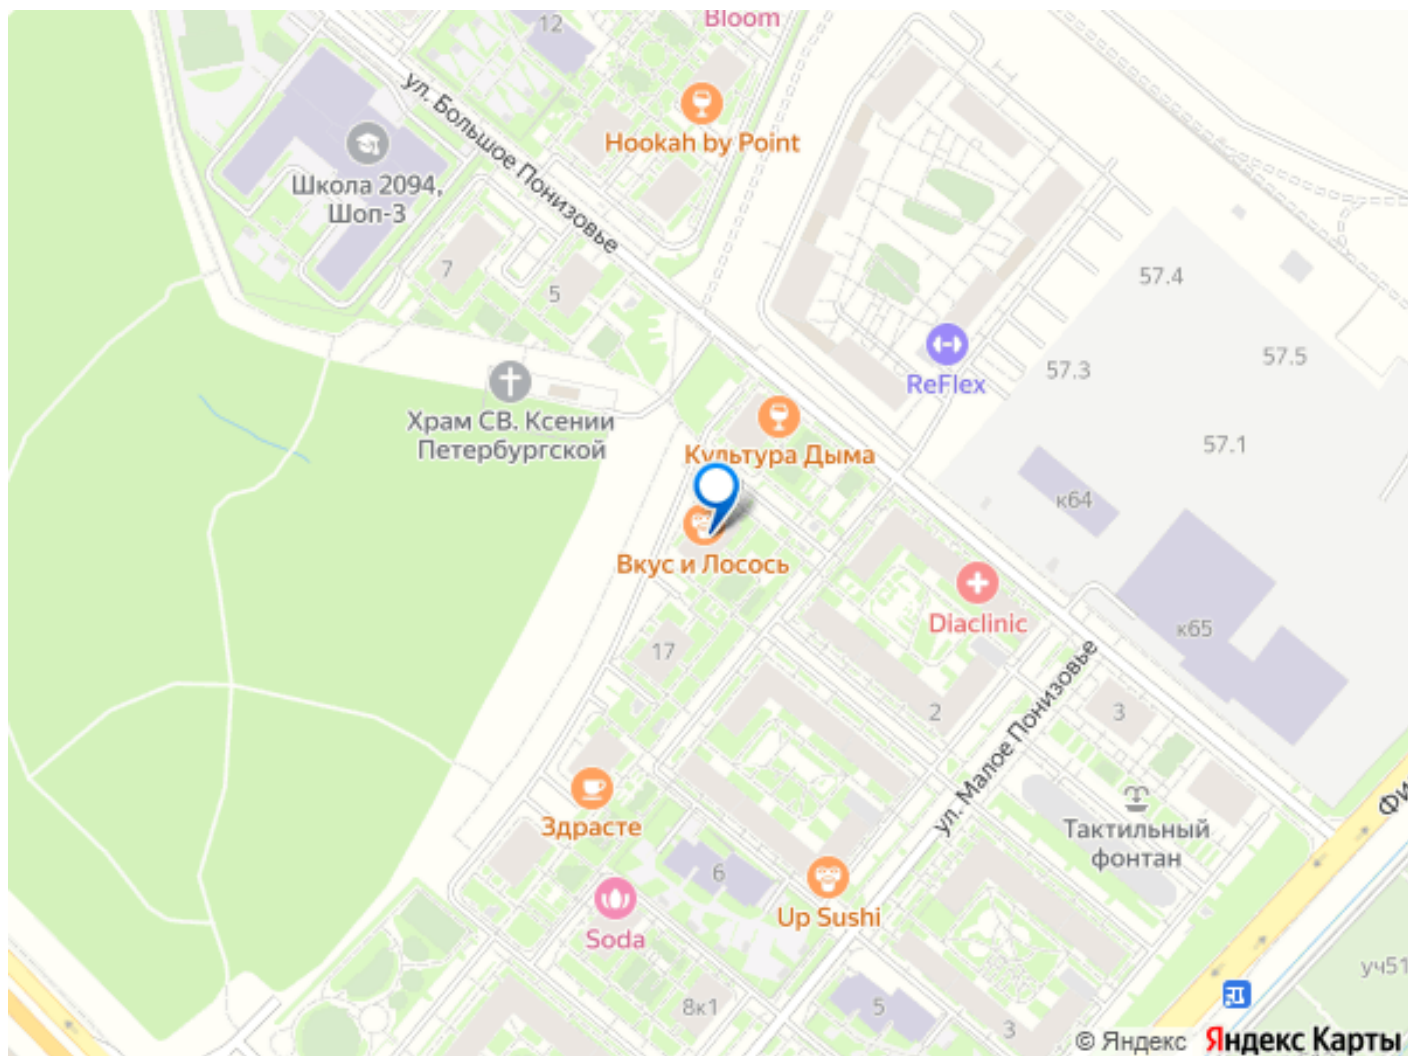 Bloom
12
ул. Большое Понизовье
Hookah by Point
Школа 2094,
Шоп-3
7
5
57.4
57.5
57.3
57.1
ReFlex
Храм СВ. Ксении
Петербургской
Культура Дыма
к64
Вкус и Лосось
Diaclinic
к65
17
2
3
ул. Малое Понизовье
Тактильный
фонтан
Здрасте
6
Up Sushi
Soda
уч51
8к1
5
3
© Яндекс Яндекс Карты